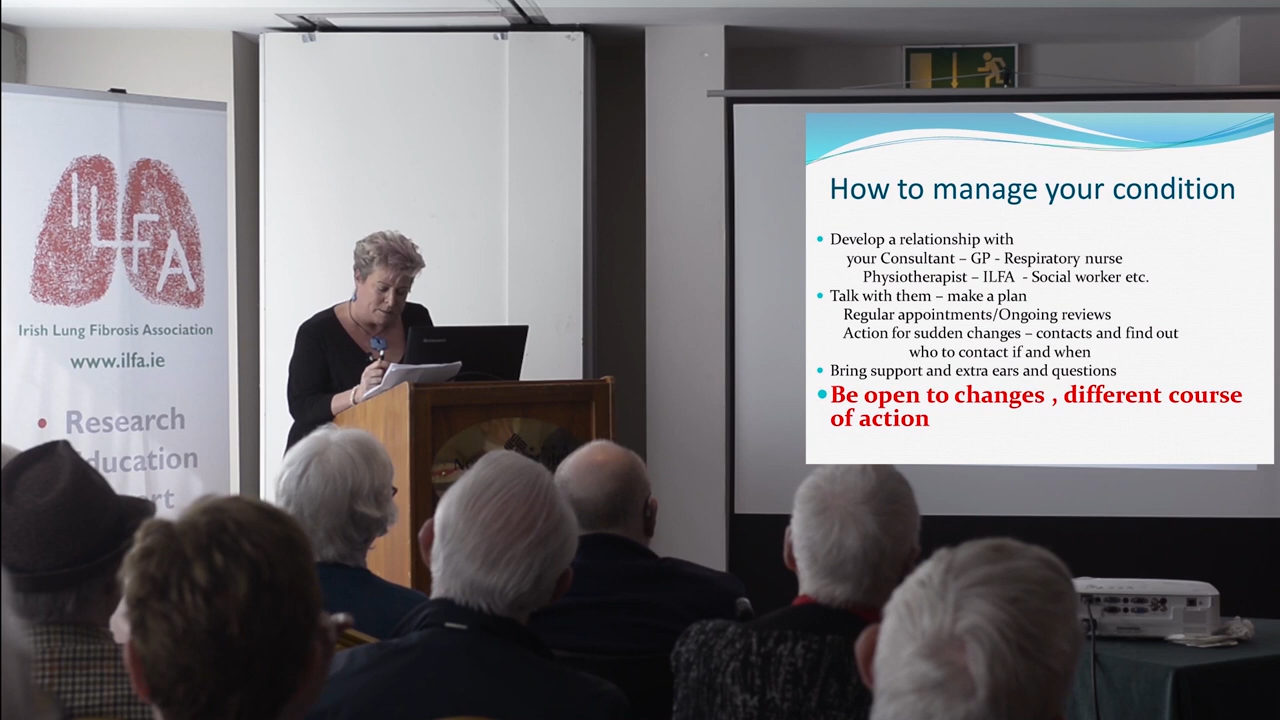 ILFA
Irish Lung Fibrosis Association
www.ilfa.ie
• Research
ducation
rt
How to manage your condition
• Develop a relationship with
your Consultant – GP - Respiratory nurse
Physiotherapist – ILFA - Social worker etc.
• Talk with them – make a plan
Regular appointments/Ongoing reviews
Action for sudden changes – contacts and find out
who to contact if and when
• Bring support and extra ears and questions
• Be open to changes , different course
of action